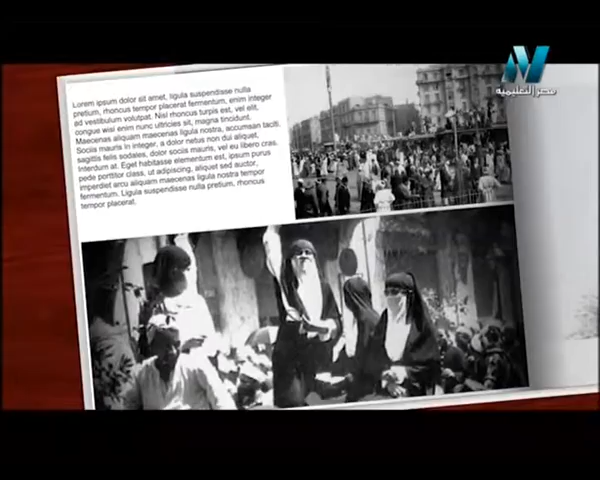 مصر التعليمية
Lorem ipsum dolor sit amet, ligula suspendisse nulla
pretium, rhoncus tempor placerat fermentum, enim integer
ad vestibulum volutpat. Nisl rhoncus turpis est, vel elit,
congue wisi enim nunc ultricies sit, magna tincidunt.
Maecenas aliquam maecenas ligula nostra, accumsan taciti.
Sociis mauris in integer, a dolor netus non dui aliquet,
sagittis felis sodales, dolor sociis mauris, vel eu libero cras.
Interdum at. Eget habitasse elementum est, ipsum purus
pede porttitor class, ut adipiscing, aliquet sed auctor,
imperdiet arcu aliquam maecenas ligula nostra tempor
fermentum. Ligula suspendisse nulla pretium, rhoncus
tempor placerat.